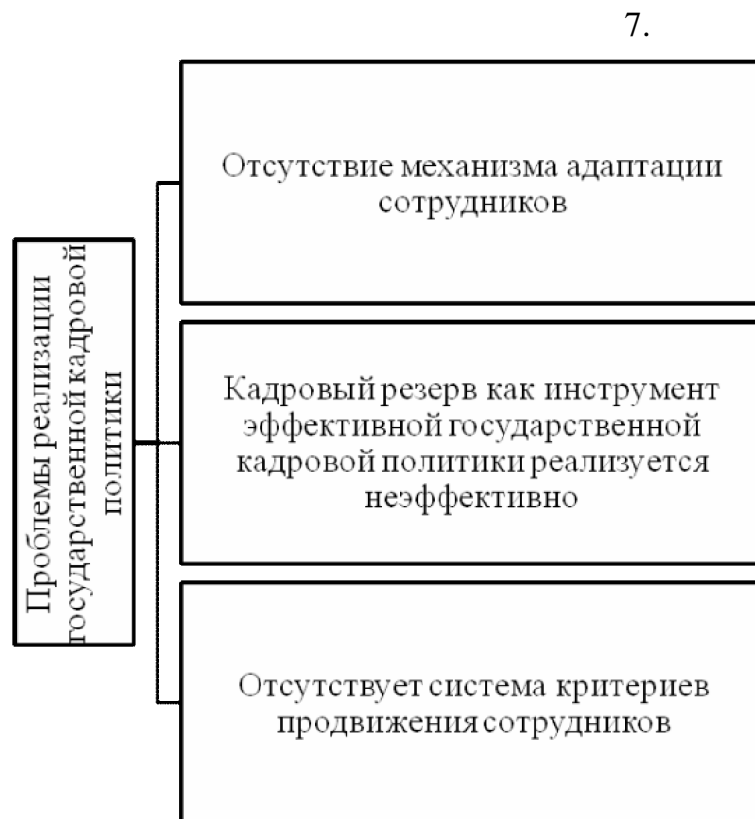 7.
Проблемы реализации
государственной кадровой
политики
Отсутствие механизма адаптации
сотрудников
Кадровый резерв как инструмент
эффективной государственной
кадровой политики реализуется
неэффективно
Отсутствует система критериев
продвижения сотрудников